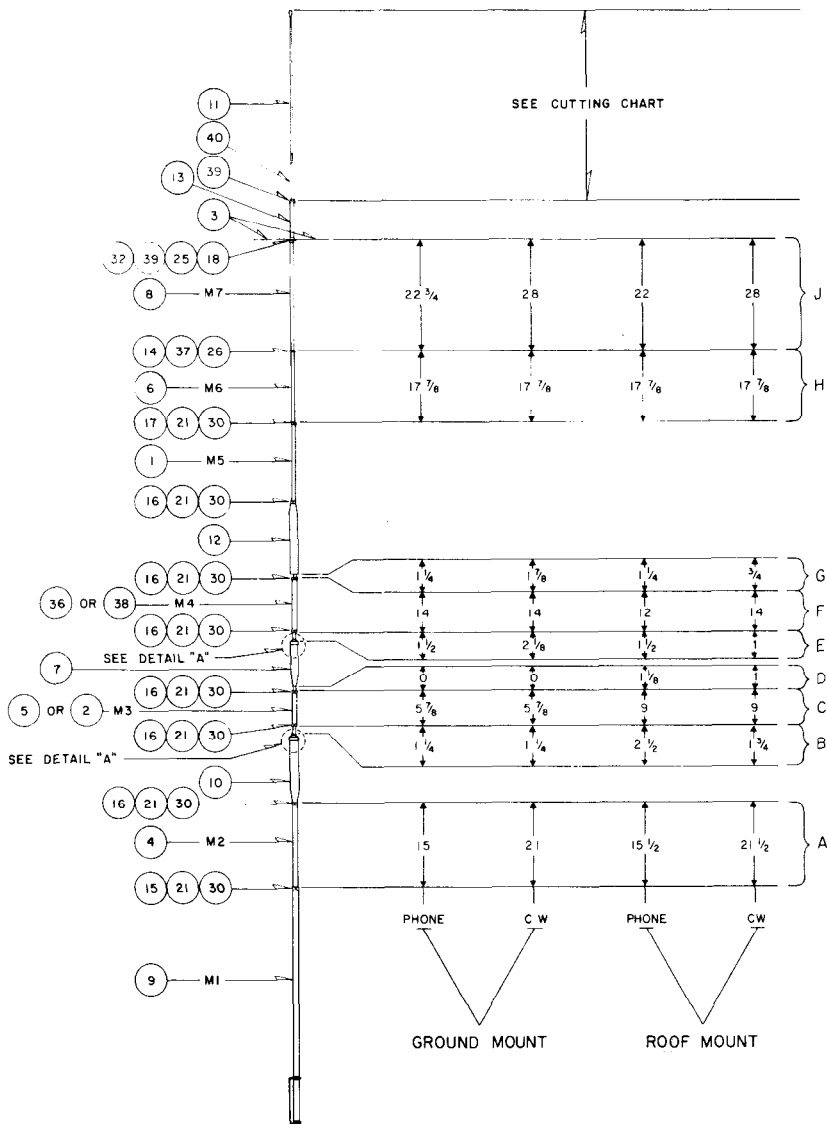 11
SEE CUTTING CHART
40
13 39
3
32 39 25 18
8 M7 22 3/4 28 22 28 J
14 37 26
6 M6 17 7/8 17 7/8 17 7/8 17 7/8 H
17 21 30
1 M5
16 21 30
12
16 21 30 1 1/4 1 7/8 1 1/4 3/4 G
36 OR 38 M4 14 14 12 14 F
16 21 30
SEE DETAIL "A" 1 1/2 2 1/8 1 1/2 1 E
7 0 0 1 1/8 1 D
16 21 30
5 OR 2 M3 5 7/8 5 7/8 9 9 C
16 21 30
SEE DETAIL "A" 1 1/4 1 1/4 2 1/2 1 3/4 B
10
16 21 30
4 M2 15 21 15 1/2 21 1/2 A
15 21 30
PHONE C W PHONE CW
9 M1
GROUND MOUNT ROOF MOUNT